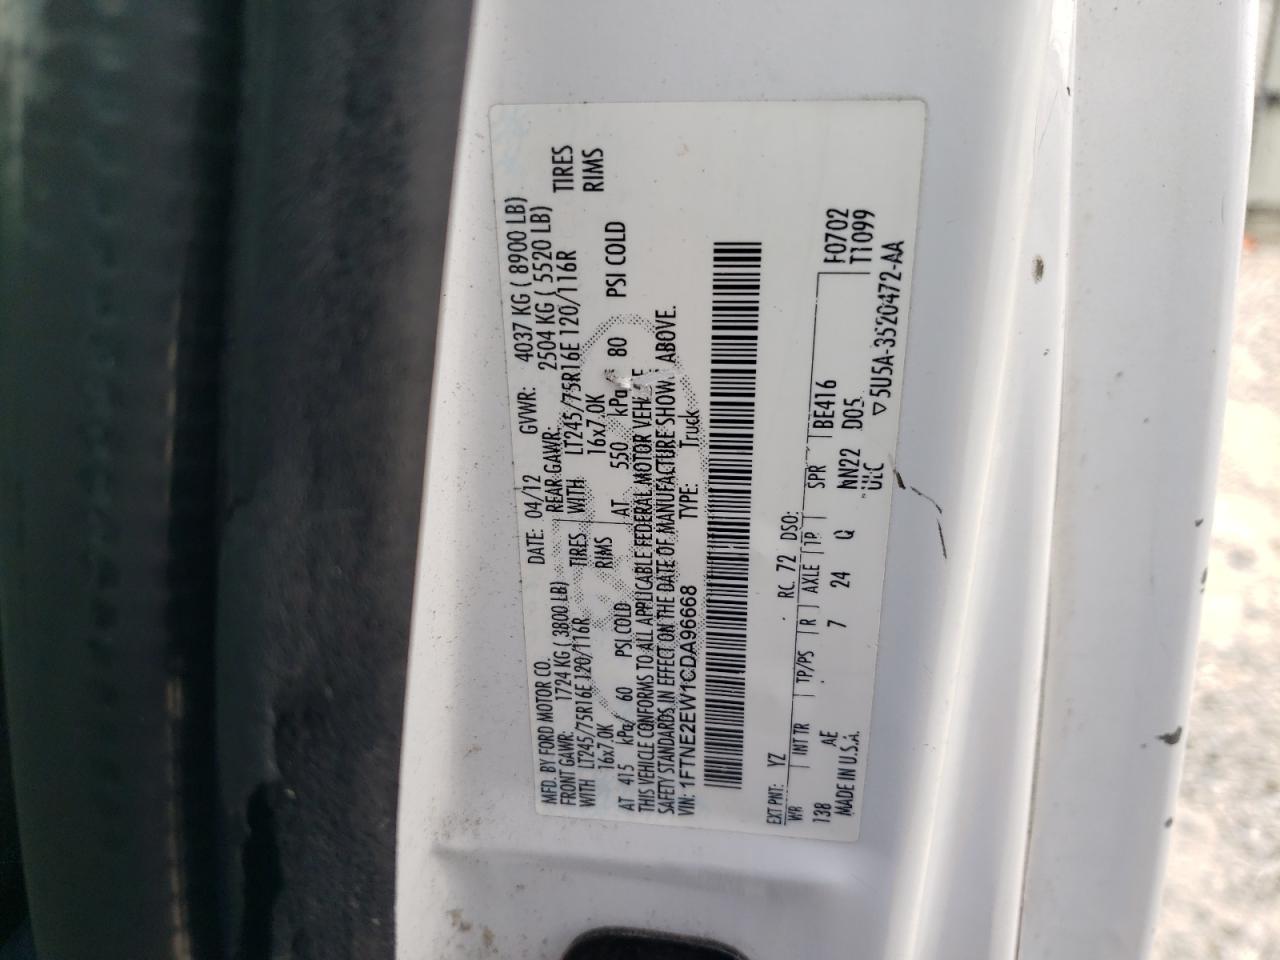 MFD. BY FORD MOTOR CO. DATE: 04/12 GVWR: 4037 KG ( 8900 LB)
FRONT GAWR: 1724 KG ( 3800 LB) REAR GAWR: 2504 KG ( 5520 LB)
WITH LT245/75R16E 120/116R TIRES WITH LT245/75R16E 120/116R TIRES
16x7.0K RIMS 16x7.0K RIMS
AT 415 kPa/ 60 PSI COLD AT 550 kPa 80 PSI COLD
THIS VEHICLE CONFORMS TO ALL APPLICABLE FEDERAL MOTOR VEHICLE
SAFETY STANDARDS IN EFFECT ON THE DATE OF MANUFACTURE SHOWN ABOVE.
VIN: 1FTNE2EW1CDA96668 TYPE: Truck
EXT PNT: YZ RC: 72 DSO:
WR INT TR TP/PS R AXLE TP SPR BE416 F0702
138 AE 7 24 Q NN22 D05 T1099
MADE IN U.S.A. UEC
▽5U5A-3520472-AA